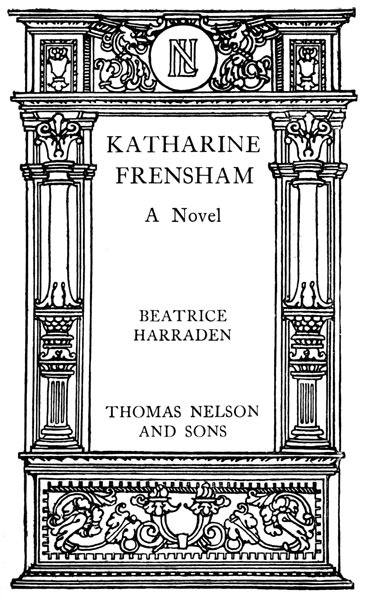 NL
KATHARINE
FRENSHAM
A Novel
BEATRICE
HARRADEN
THOMAS NELSON
AND SONS